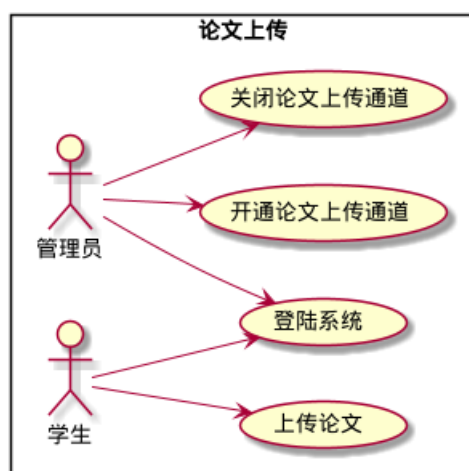 论文上传
关闭论文上传通道
开通论文上传通道
管理员
登陆系统
上传论文
学生